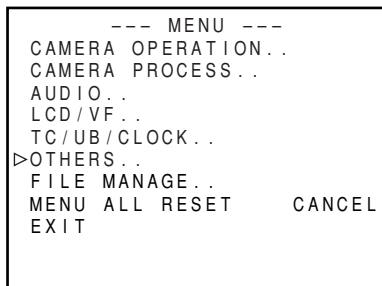 --- MENU ---
CAMERA OPERATION..
CAMERA PROCESS..
AUDIO..
LCD/VF..
TC/UB/CLOCK..
▷OTHERS..
FILE MANAGE..
MENU ALL RESET CANCEL
EXIT